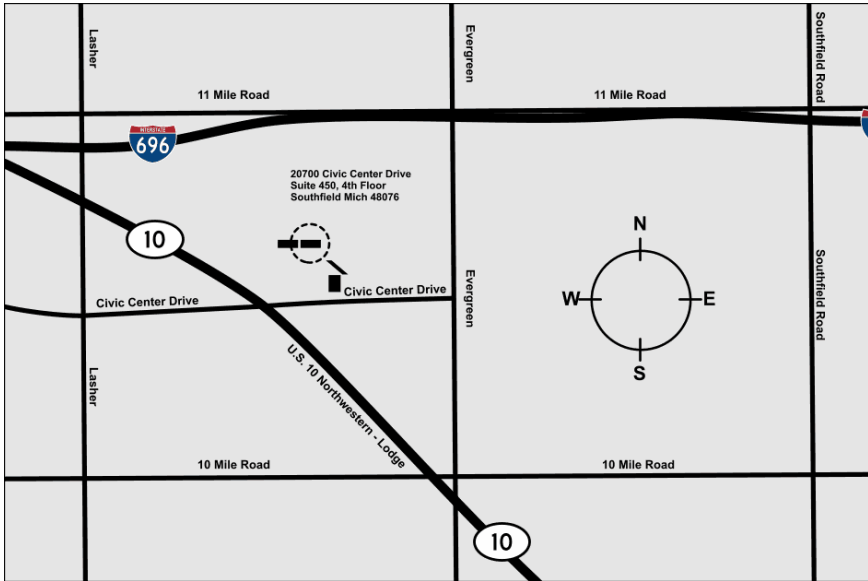 Lasher
Evergreen
Southfield Road
11 Mile Road
11 Mile Road
INTERSTATE
696
20700 Civic Center Drive
Suite 450, 4th Floor
Southfield Mich 48076
10
N
W
E
S
Civic Center Drive
Civic Center Drive
Evergreen
Southfield Road
Lasher
U.S. 10 Northwestern - Lodge
10 Mile Road
10 Mile Road
10